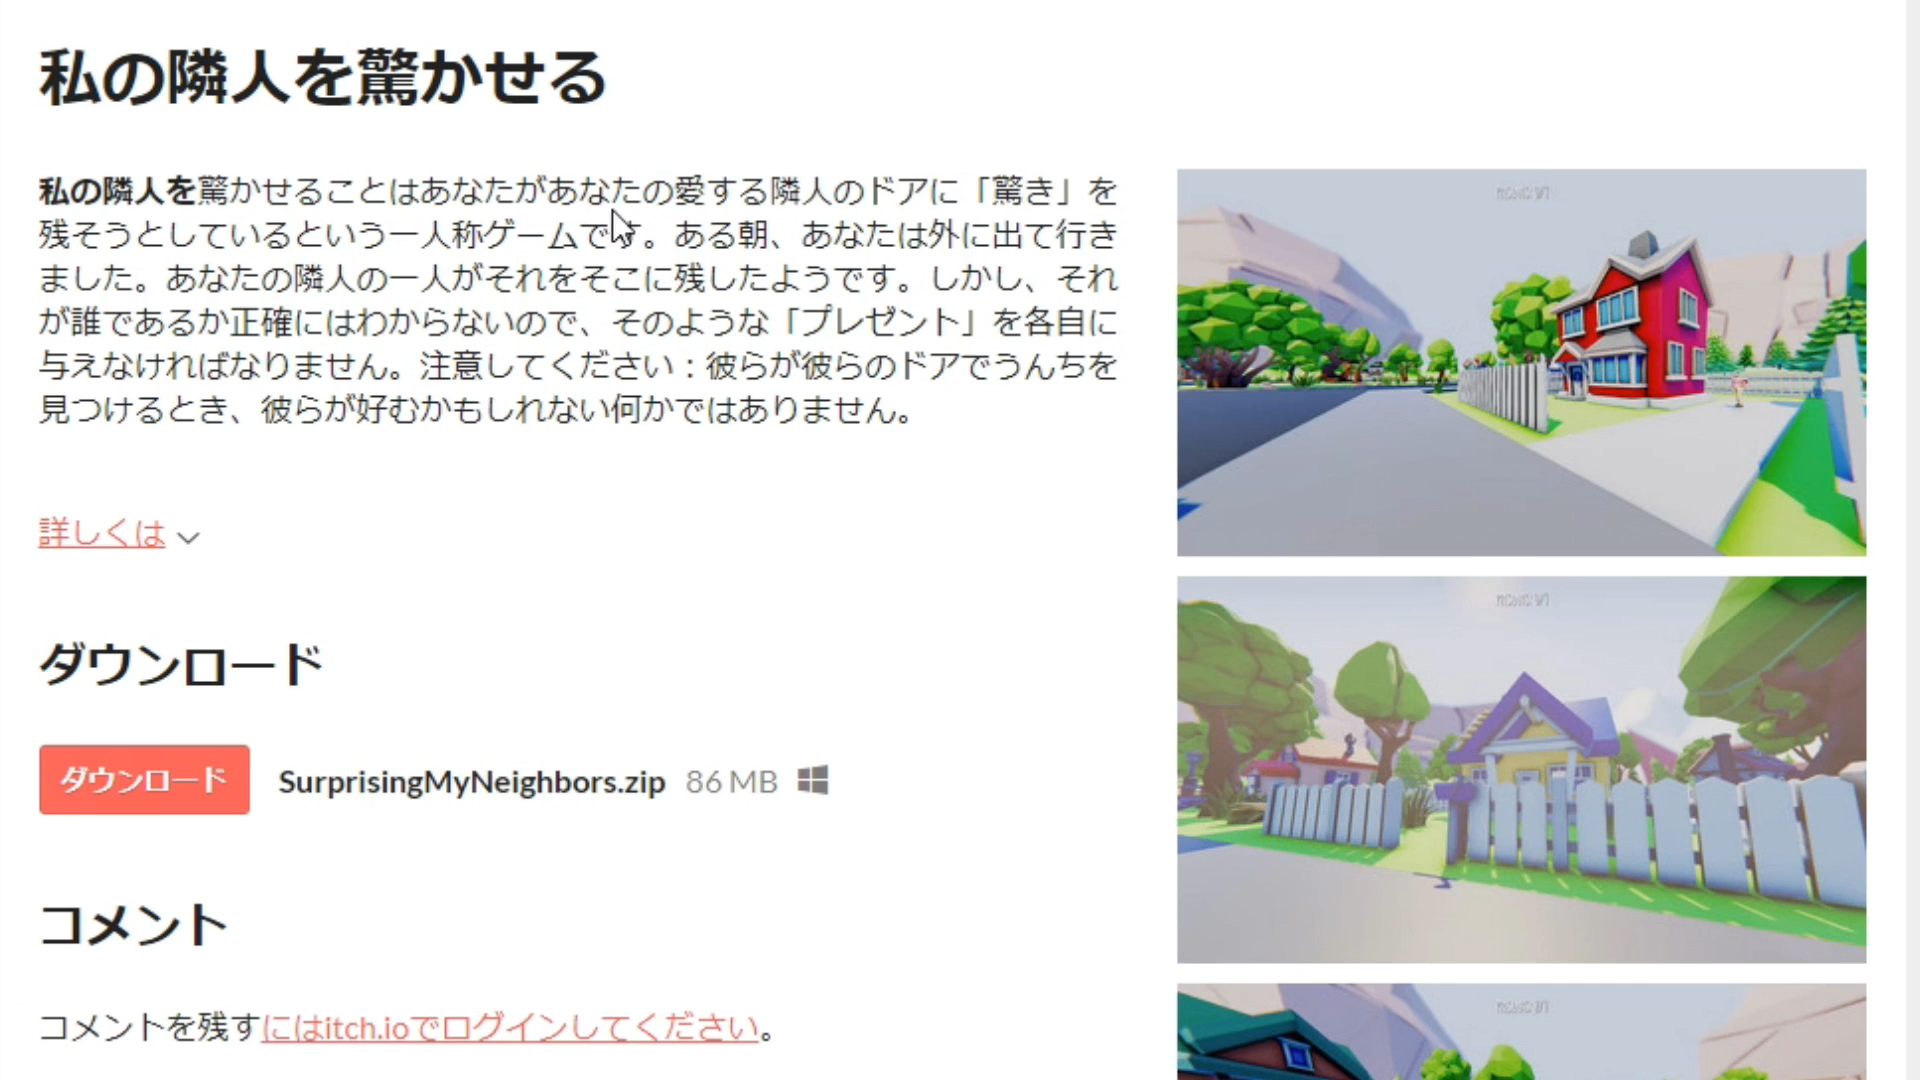 私の隣人を驚かせる
私の隣人を驚かせることはあなたがあなたの愛する隣人のドアに「驚き」を
残そうとしているという一人称ゲームです。ある朝、あなたは外に出て行き
ました。あなたの隣人の一人がそれをそこに残したようです。しかし、それ
が誰であるか正確にはわからないので、そのような「プレゼント」を各自に
与えなければなりません。注意してください：彼らが彼らのドアでうんちを
見つけるとき、彼らが好むかもしれない何かではありません。
詳しくは
ダウンロード
ダウンロード SurprisingMyNeighbors.zip 86 MB
コメント
コメントを残すにはitch.ioでログインしてください。